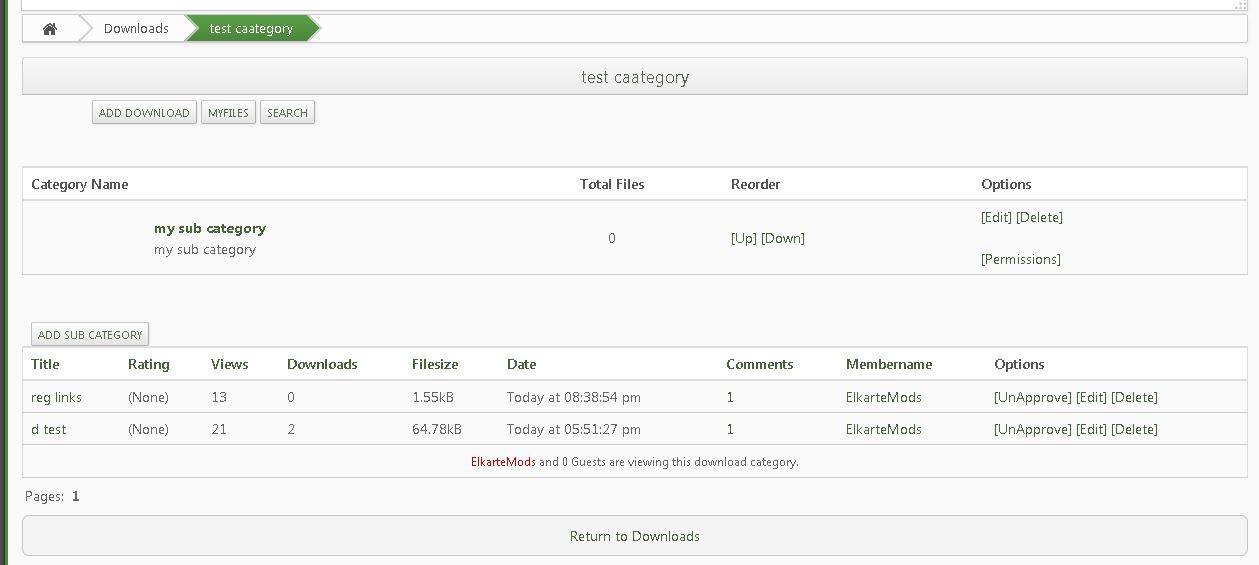 Downloads test caategory
test caategory
ADD DOWNLOAD MYFILES SEARCH
Category Name Total Files Reorder Options
my sub category
my sub category
0 [Up] [Down]
[Edit] [Delete]
[Permissions]
ADD SUB CATEGORY
Title Rating Views Downloads Filesize Date Comments Membername Options
reg links (None) 13 0 1.55kB Today at 08:38:54 pm 1 ElkarteMods [UnApprove] [Edit] [Delete]
d test (None) 21 2 64.78kB Today at 05:51:27 pm 1 ElkarteMods [UnApprove] [Edit] [Delete]
ElkarteMods and 0 Guests are viewing this download category.
Pages: 1
Return to Downloads